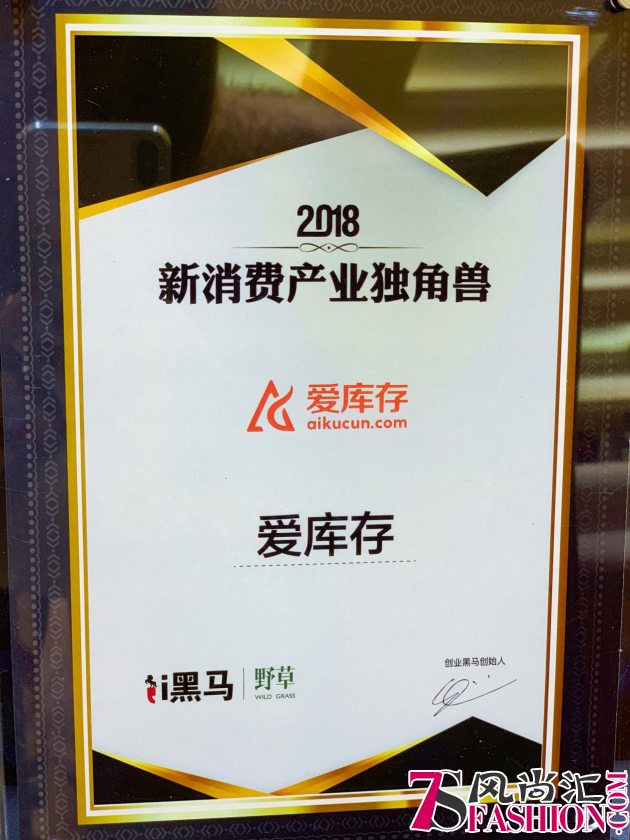 2018
新消费产业独角兽
爱库存
aikucun.com
爱库存
i黑马
野草
WILD GRASS
创业黑马创始人
7S风尚汇
FASHION.COM